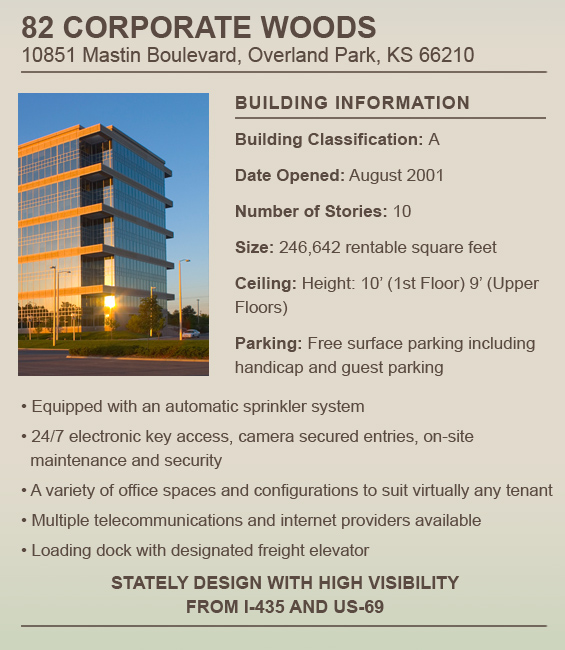 82 CORPORATE WOODS
10851 Mastin Boulevard, Overland Park, KS 66210
BUILDING INFORMATION
Building Classification: A
Date Opened: August 2001
Number of Stories: 10
Size: 246,642 rentable square feet
Ceiling: Height: 10’ (1st Floor) 9’ (Upper
Floors)
Parking: Free surface parking including
handicap and guest parking
• Equipped with an automatic sprinkler system
• 24/7 electronic key access, camera secured entries, on-site
maintenance and security
• A variety of office spaces and configurations to suit virtually any tenant
• Multiple telecommunications and internet providers available
• Loading dock with designated freight elevator
STATELY DESIGN WITH HIGH VISIBILITY
FROM I-435 AND US-69